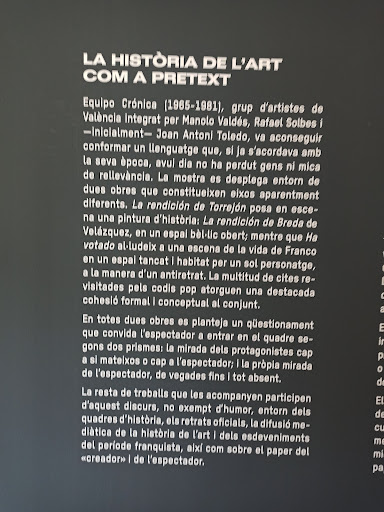 LA HISTÒRIA DE L'ART
COM A PRETEXT
Equipo Crónica (1965-1981), grup d'artistes de
València integrat per Manolo Valdés, Rafael Solbes i
—inicialment— Joan Antoni Toledo, va aconseguir
conformar un llenguatge que, si ja s'acordava amb
la seva època, avui dia no ha perdut gens ni mica
de rellevància. La mostra es desplega entorn de
dues obres que constitueixen eixos aparentment
diferents. La rendición de Torrejón posa en esce-
na una pintura d'història: La rendición de Breda de
Velázquez, en un espai bèl·lic obert; mentre que Ha
votado al·ludeix a una escena de la vida de Franco
en un espai tancat i habitat per un sol personatge,
a la manera d'un antiretrat. La multitud de cites re-
visitades pels codis pop atorguen una destacada
cohesió formal i conceptual al conjunt.
En totes dues obres es planteja un qüestionament
que convida l'espectador a entrar en el quadre se-
gons dos prismes: la mirada dels protagonistes cap
a si mateixos o cap a l'espectador; i la pròpia mirada
de l'espectador, de vegades fins i tot absent.
La resta de treballs que les acompanyen participen
d'aquest discurs, no exempt d'humor, entorn dels
quadres d'història, els retrats oficials, la difusió me-
diàtica de la història de l'art i dels esdeveniments
del període franquista, així com sobre el paper del
«creador» i de l'espectador.